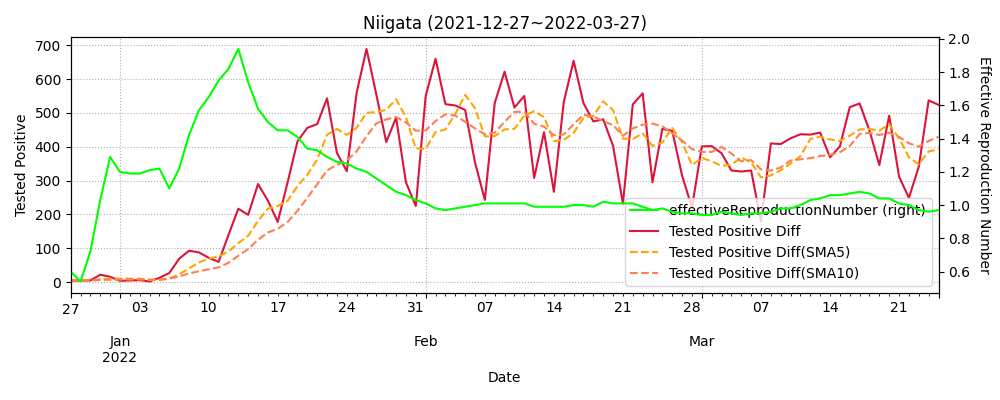 Niigata (2021-12-27~2022-03-27)
Tested Positive
700
600
500
400
300
200
100
0
2.0
1.8
1.6
1.4
1.2
1.0
0.8
0.6
Effective Reproduction Number
effectiveReproductionNumber (right)
Tested Positive Diff
Tested Positive Diff(SMA5)
Tested Positive Diff(SMA10)
27 03 10 17 24 07 14 21 28 07 14 21
Jan Feb Mar
2022
Date